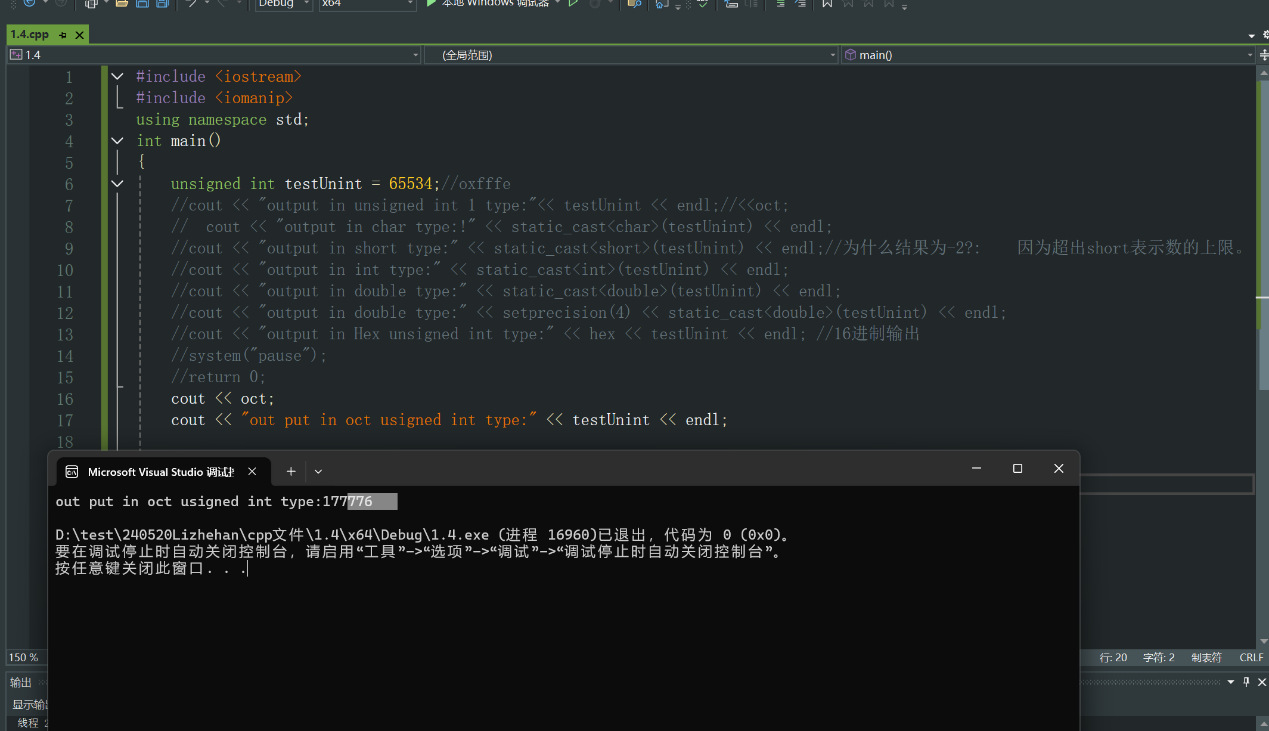 Debug
x64
本地 Windows 调试器
1.4.cpp
1.4
(全局范围)
main()
1 #include <iostream>
2 #include <iomanip>
3 using namespace std;
4 int main()
5 {
6 unsigned int testUnint = 65534;//oxfffe
7 //cout << "output in unsigned int 1 type:"<< testUnint << endl;//<<oct;
8 //  cout << "output in char type:!" << static_cast<char>(testUnint) << endl;
9 //cout << "output in short type:" << static_cast<short>(testUnint) << endl;//为什么结果为-2?:    因为超出short表示数的上限。
10 //cout << "output in int type:" << static_cast<int>(testUnint) << endl;
11 //cout << "output in double type:" << static_cast<double>(testUnint) << endl;
12 //cout << "output in double type:" << setprecision(4) << static_cast<double>(testUnint) << endl;
13 //cout << "output in Hex unsigned int type:" << hex << testUnint << endl; //16进制输出
14 //system("pause");
15 //return 0;
16 cout << oct;
17 cout << "out put in oct usigned int type:" << testUnint << endl;
18
Microsoft Visual Studio
out put in oct usigned int type:177776
D:\test\240520Lizhehan\cpp文件\1.4\x64\Debug\1.4.exe (进程 16960)已退出，代码为 0 (0x0)。
要在调试停止时自动关闭控制台，请启用“工具”->“选项”->“调试”->“调试停止时自动关闭控制台”。
按任意键关闭此窗口. . .
150 %
行: 20 字符: 2 制表符 CRLF
输出
显示输
线程